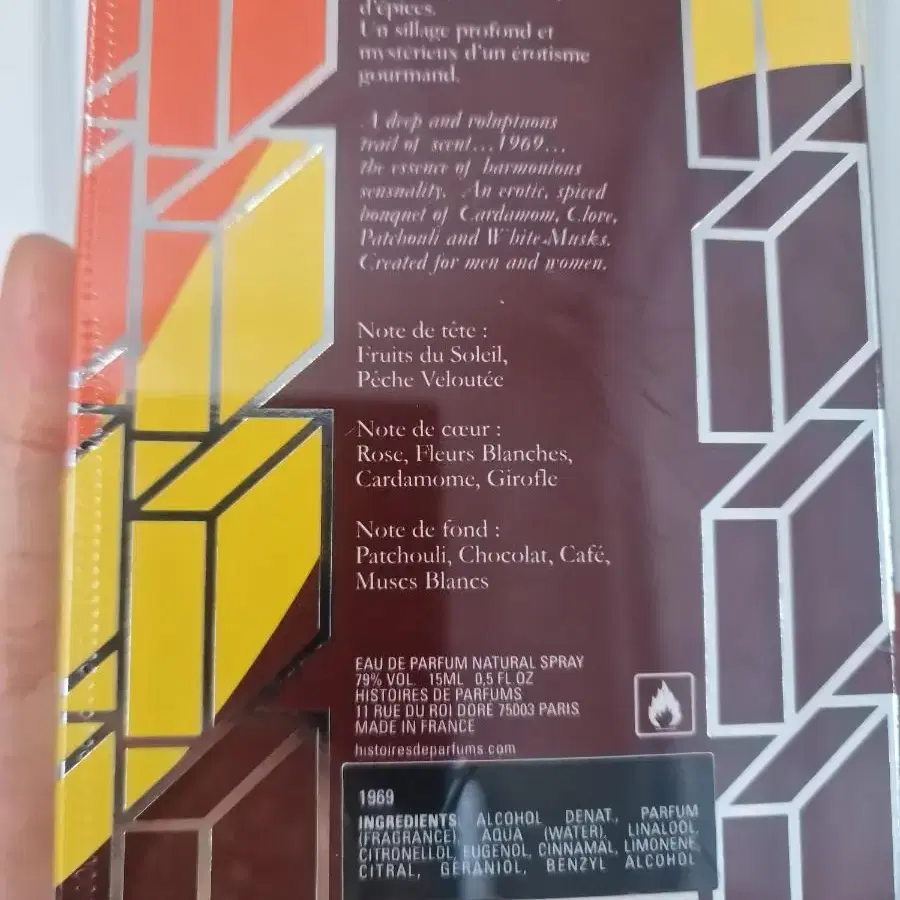 d'épices.
Un sillage profond et
mystérieux d'un érotisme
gourmand.
A deep and voluptuous
trail of scent...1969...
the essence of harmonious
sensuality. An erotic, spiced
bouquet of Cardamom, Clove,
Patchouli and White Musks.
Created for men and women.
Note de tête :
Fruits du Soleil,
Pêche Veloutée
Note de cœur :
Rose, Fleurs Blanches,
Cardamome, Girofle
Note de fond :
Patchouli, Chocolat, Café,
Muscs Blancs
EAU DE PARFUM NATURAL SPRAY
79% VOL. 15ML 0,5 FL OZ
HISTOIRES DE PARFUMS
11 RUE DU ROI DORE 75003 PARIS
MADE IN FRANCE
histoiresdeparfums.com
1969
INGREDIENTS: ALCOHOL DENAT., PARFUM
(FRAGRANCE), AQUA (WATER), LINALOOL,
CITRONELLOL, EUGENOL, CINNAMAL, LIMONENE,
CITRAL, GERANIOL, BENZYL ALCOHOL